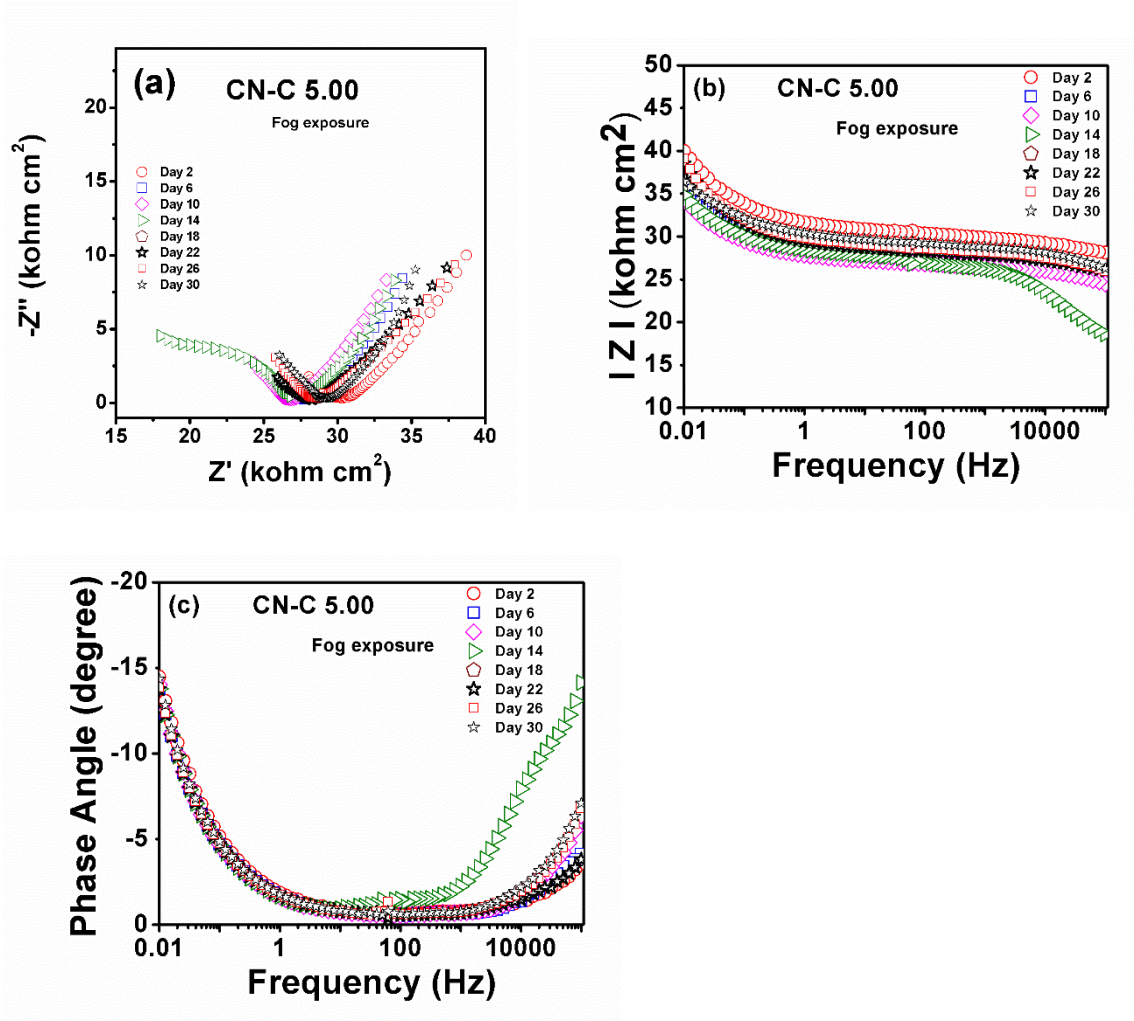 (a)
CN-C 5.00
Fog exposure
Day 2
Day 6
Day 10
Day 14
Day 18
Day 22
Day 26
Day 30
-Z" (kohm cm²)
20
15
10
5
0
15 20 25 30 35 40
Z' (kohm cm²)
(b)
CN-C 5.00
Fog exposure
Day 2
Day 6
Day 10
Day 14
Day 18
Day 22
Day 26
Day 30
I Z I (kohm cm²)
50
45
40
35
30
25
20
15
10
0.01 1 100 10000
Frequency (Hz)
(c)
CN-C 5.00
Fog exposure
Day 2
Day 6
Day 10
Day 14
Day 18
Day 22
Day 26
Day 30
Phase Angle (degree)
-20
-15
-10
-5
0
0.01 1 100 10000
Frequency (Hz)